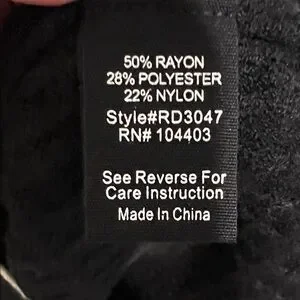 50% RAYON
28% POLYESTER
22% NYLON
Style#RD3047
RN# 104403
See Reverse For
Care Instruction
Made In China